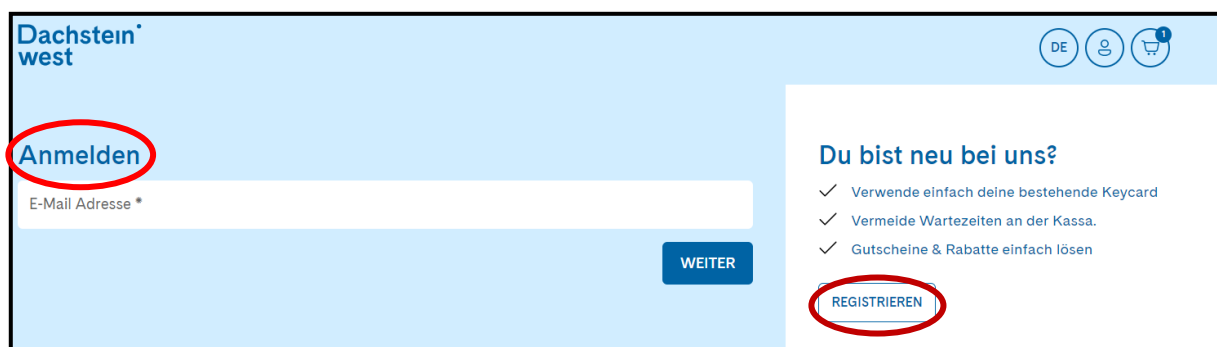 Dachstein
west
DE
1
Anmelden
E-Mail Adresse *
WEITER
Du bist neu bei uns?
Verwende einfach deine bestehende Keycard
Vermeide Wartezeiten an der Kassa.
Gutscheine & Rabatte einfach lösen
REGISTRIEREN